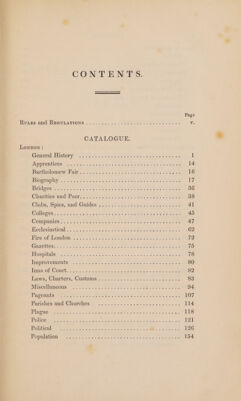 CONTENTS.
Page
RULES and REGULATIONS .............................. v.
CATALOGUE.
LONDON :
General History .............................. 1
Apprentices .............................. 14
Bartholomew Fair .............................. 16
Biography .............................. 17
Bridges .............................. 36
Charities and Poor .............................. 38
Clubs, Spas, and Guides .............................. 41
Colleges .............................. 45
Companies .............................. 47
Ecclesiastical .............................. 62
Fire of London .............................. 72
Gazettes .............................. 75
Hospitals .............................. 78
Improvements .............................. 80
Inns of Court .............................. 82
Laws, Charters, Customs .............................. 83
Miscellaneous .............................. 94
Pageants .............................. 107
Parishes and Churches .............................. 114
Plague .............................. 118
Police .............................. 121
Political .............................. 126
Population .............................. 154